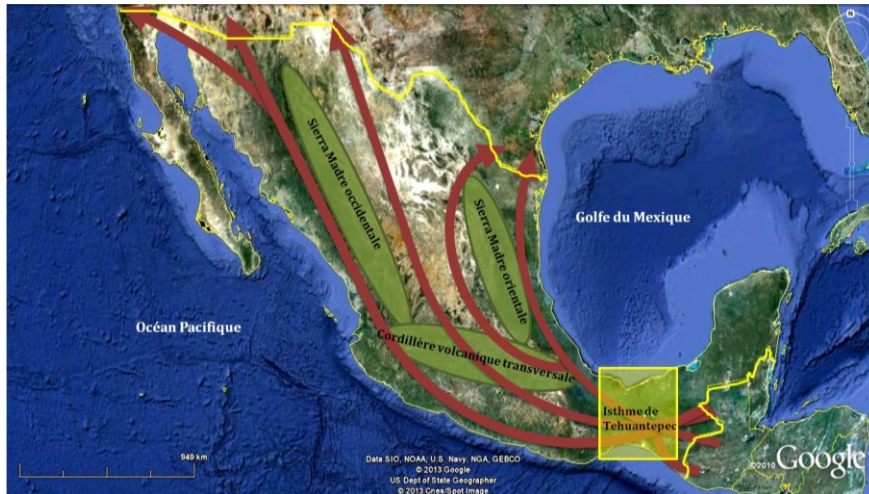 N
Sierra Madre occidentale
Sierra Madre orientale
Golfe du Mexique
Océan Pacifique
Cordillère volcanique transversale
Isthme de
Tehuantepec
949 km
Data SIO, NOAA, U.S. Navy, NGA, GEBCO
© 2013 Google
US Dept of State Geographer
© 2013 Cnes/Spot Image
©2010 Google